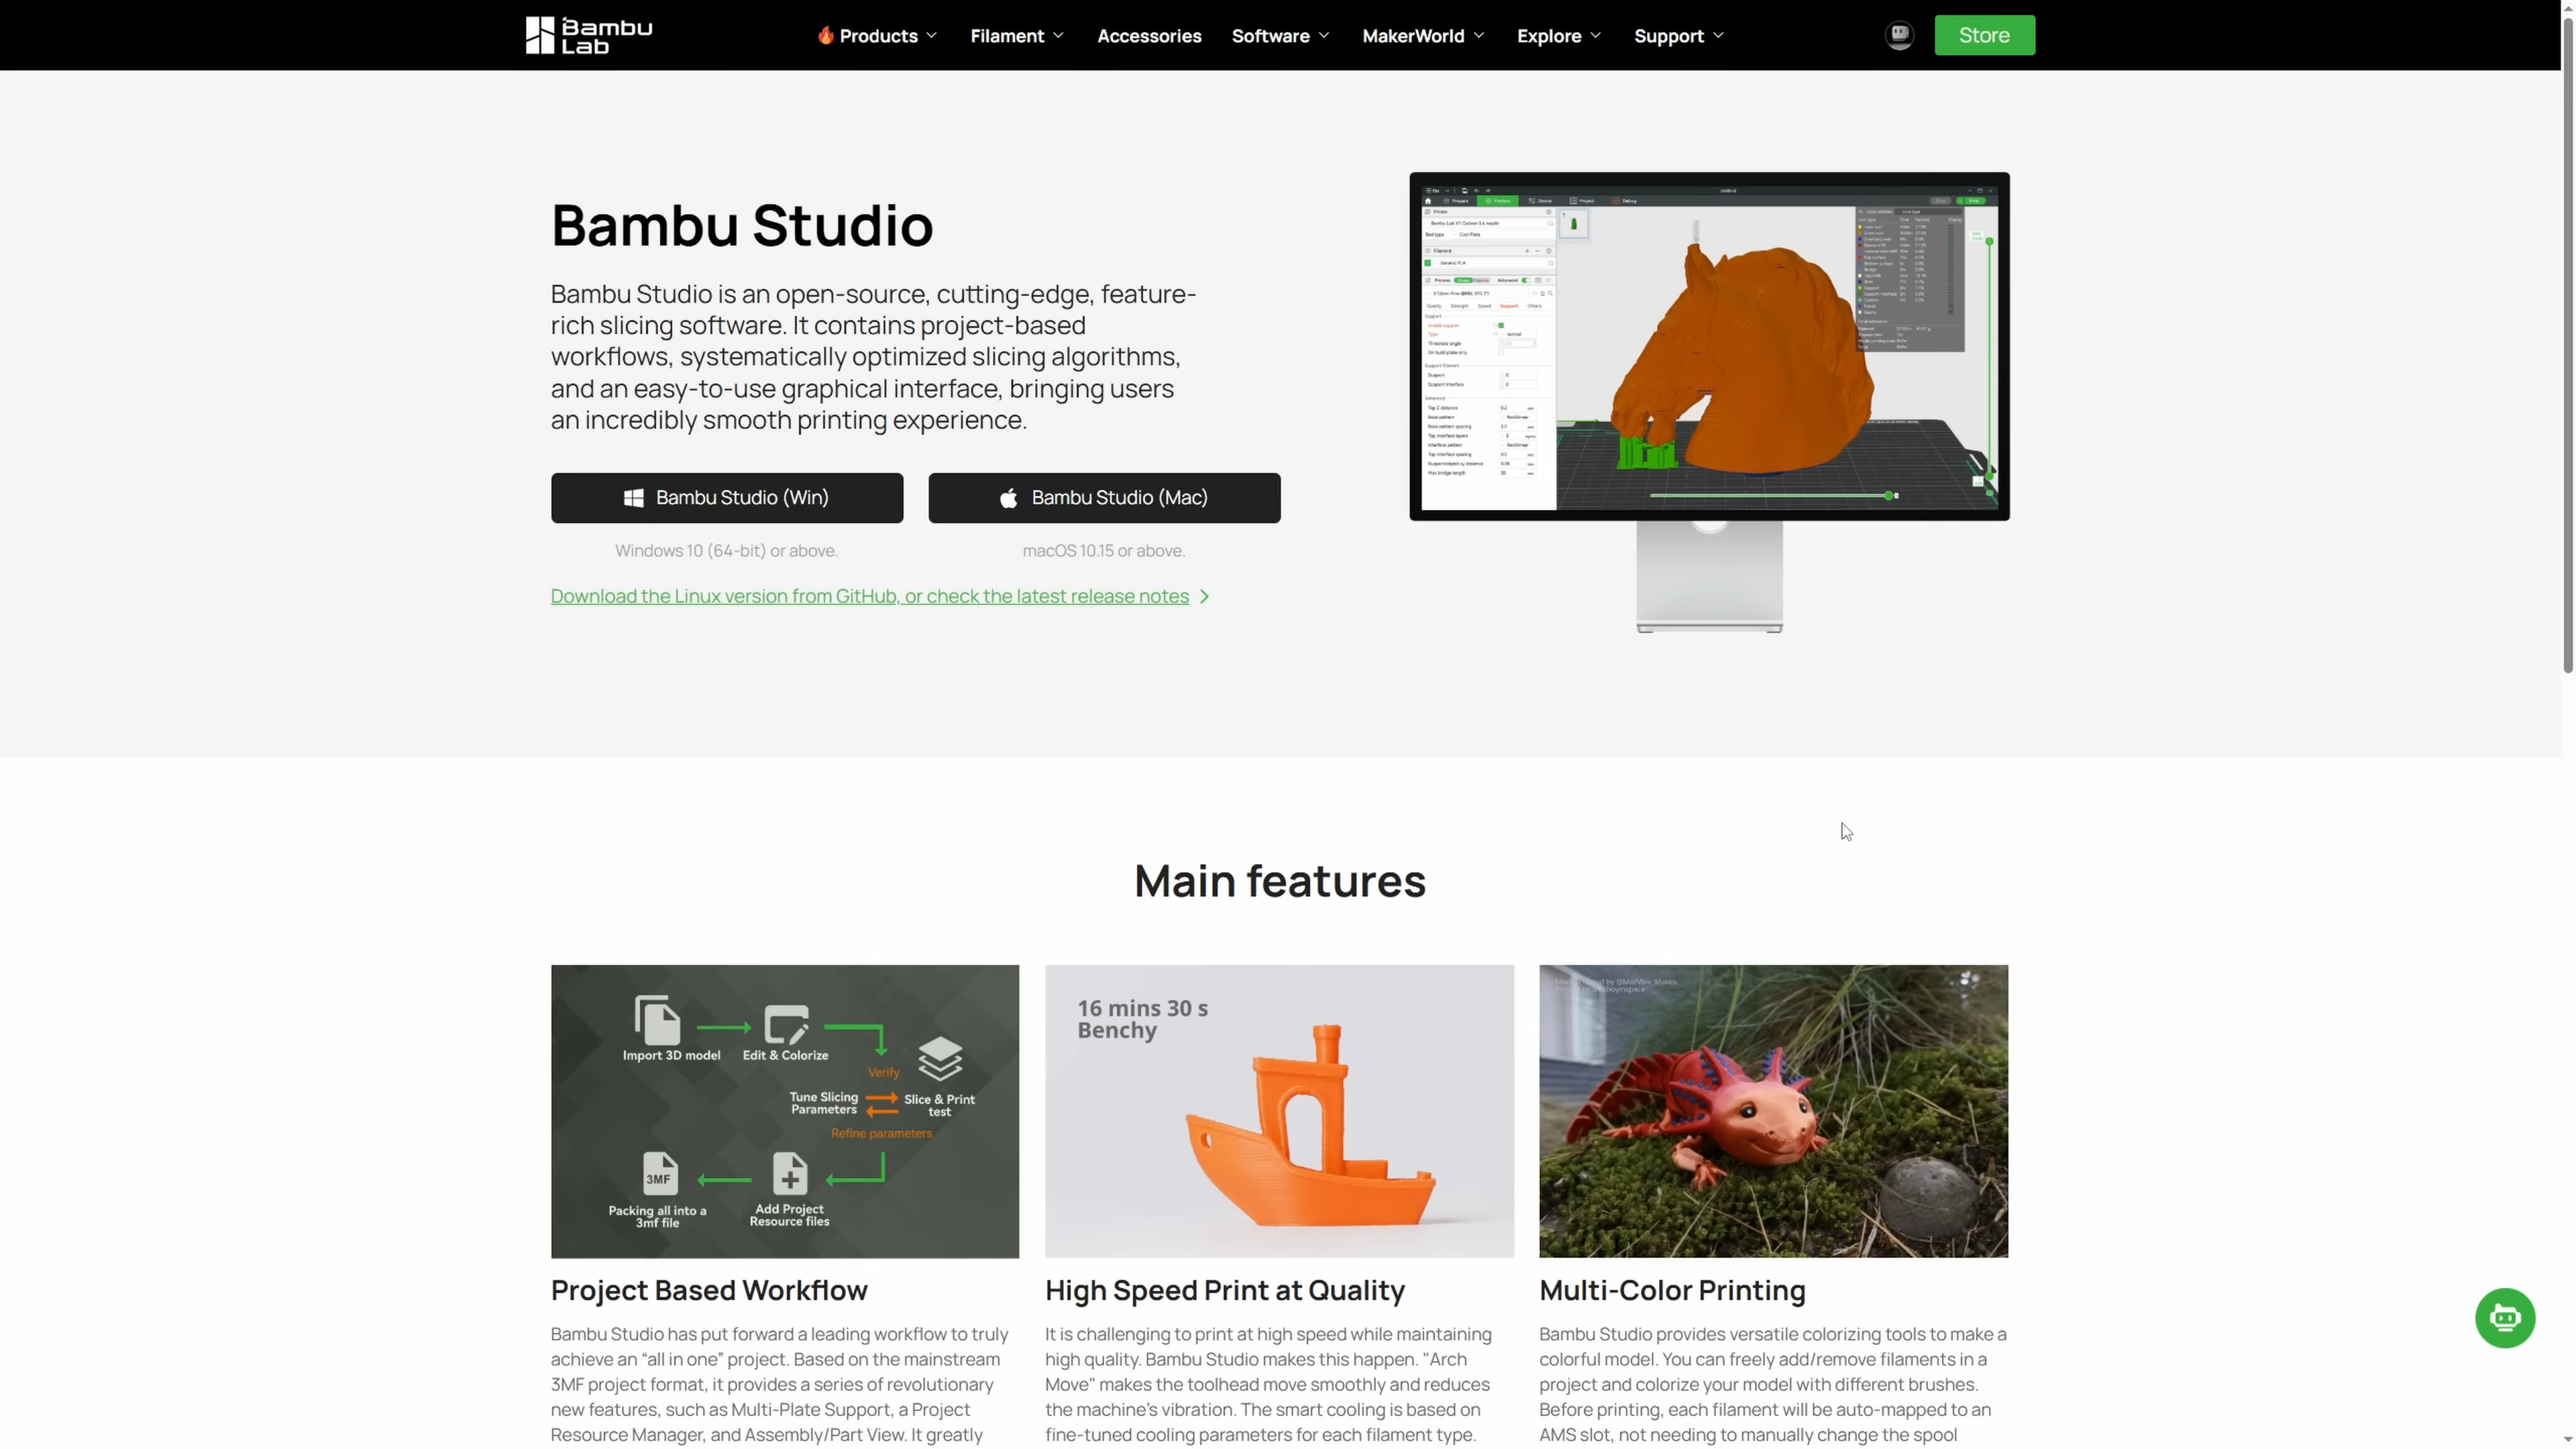 Bambu
Lab
Products
Filament
Accessories
Software
MakerWorld
Explore
Support
Store
Bambu Studio
Bambu Studio is an open-source, cutting-edge, feature-
rich slicing software. It contains project-based
workflows, systematically optimized slicing algorithms,
and an easy-to-use graphical interface, bringing users
an incredibly smooth printing experience.
Bambu Studio (Win)
Bambu Studio (Mac)
Windows 10 (64-bit) or above.
macOS 10.15 or above.
Download the Linux version from GitHub, or check the latest release notes
Main features
Import 3D model
Edit & Colorize
Verify
Tune Slicing
Parameters
Slice & Print
test
Refine parameters
3MF
Packing all into a
3mf file
Add Project
Resource files
16 mins 30 s
Benchy
Project Based Workflow
Bambu Studio has put forward a leading workflow to truly
achieve an “all in one” project. Based on the mainstream
3MF project format, it provides a series of revolutionary
new features, such as Multi-Plate Support, a Project
Resource Manager, and Assembly/Part View. It greatly
High Speed Print at Quality
It is challenging to print at high speed while maintaining
high quality. Bambu Studio makes this happen. "Arch
Move" makes the toolhead move smoothly and reduces
the machine’s vibration. The smart cooling is based on
fine-tuned cooling parameters for each filament type.
Multi-Color Printing
Bambu Studio provides versatile colorizing tools to make a
colorful model. You can freely add/remove filaments in a
project and colorize your model with different brushes.
Before printing, each filament will be auto-mapped to an
AMS slot, not needing to manually change the spool